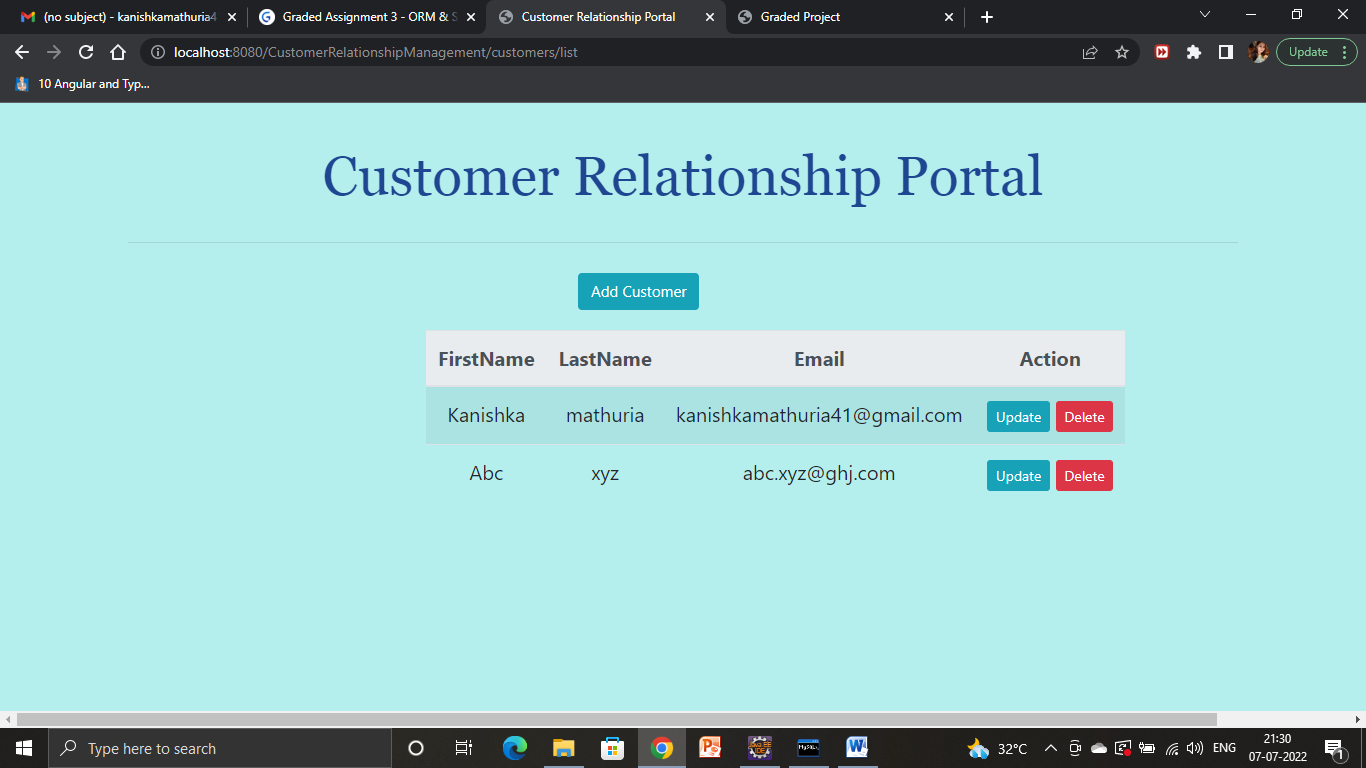 (no subject) - kanishkamathuria4
Graded Assignment 3 - ORM & S
Customer Relationship Portal
Graded Project
localhost:8080/CustomerRelationshipManagement/customers/list
Update
10 Angular and Typ...
Customer Relationship Portal
Add Customer
FirstName LastName Email Action
Kanishka mathuria kanishkamathuria41@gmail.com Update Delete
Abc xyz abc.xyz@ghj.com Update Delete
Type here to search
32°C
ENG
21:30
07-07-2022
1